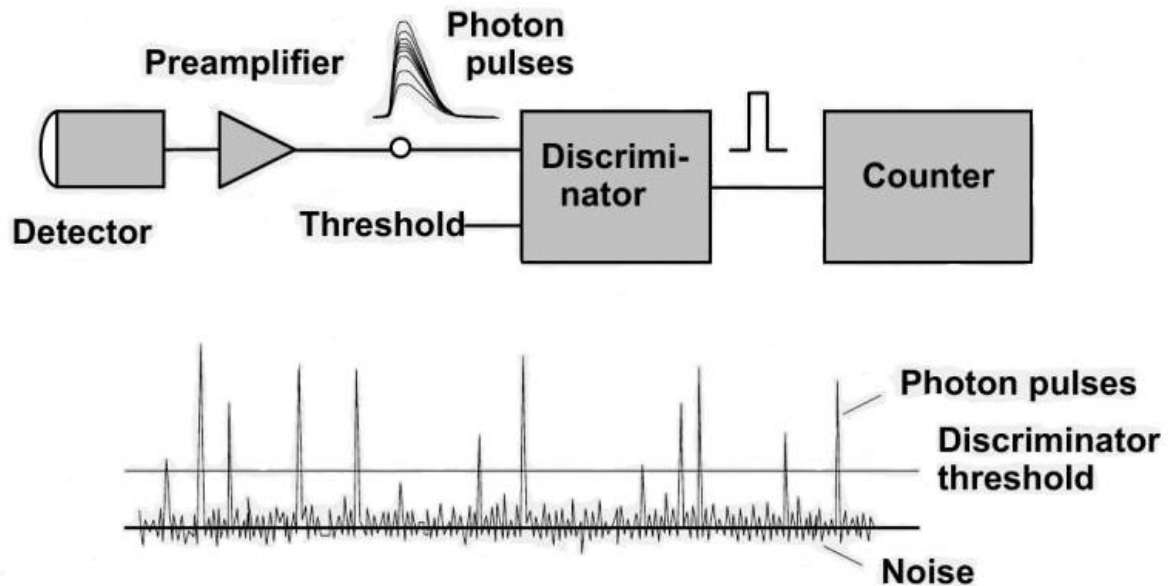 Photon
pulses
Preamplifier
Discrimi-
nator
Counter
Threshold
Detector
Photon pulses
Discriminator
threshold
Noise